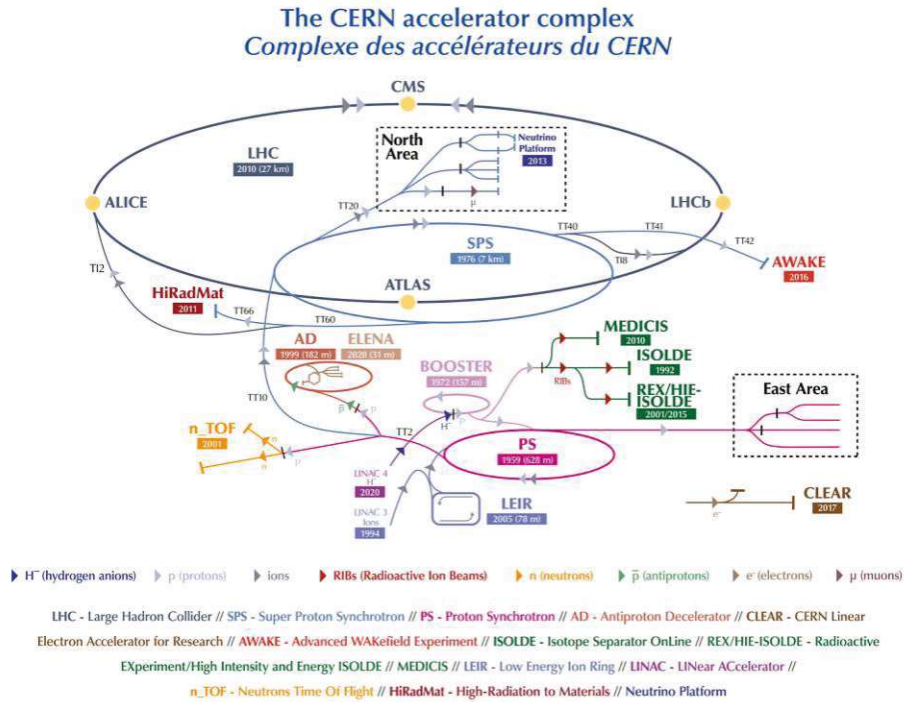 The CERN accelerator complex
Complexe des accélérateurs du CERN
CMS
North
Area
Neutrino
Platform
2013
LHC
2010 (27 km)
μ
ALICE
LHCb
TT20
TT40
TT41
SPS
1976 (7 km)
TI8
TT42
AWAKE
2016
TI2
ATLAS
HiRadMat
2011
TT66
TT60
AD
1999 (182 m)
ELENA
2020 (31 m)
MEDICIS
2010
BOOSTER
1972 (157 m)
ISOLDE
1992
RIBs
REX/HIE-
ISOLDE
2001/2015
East Area
TT10
p̅
p
H⁻
p
n_TOF
2001
n
n
p
TT2
PS
1959 (628 m)
LINAC 4
H⁻
2020
LINAC 3
Ions
1994
LEIR
2005 (78 m)
e⁻
CLEAR
2017
H⁻ (hydrogen anions) p (protons) ions RIBs (Radioactive Ion Beams) n (neutrons) p̅ (antiprotons) e⁻ (electrons) μ (muons)
LHC - Large Hadron Collider // SPS - Super Proton Synchrotron // PS - Proton Synchrotron // AD - Antiproton Decelerator // CLEAR - CERN Linear
Electron Accelerator for Research // AWAKE - Advanced WAKefield Experiment // ISOLDE - Isotope Separator OnLine // REX/HIE-ISOLDE - Radioactive
EXperiment/High Intensity and Energy ISOLDE // MEDICIS // LEIR - Low Energy Ion Ring // LINAC - LINear ACcelerator //
n_TOF - Neutrons Time Of Flight // HiRadMat - High-Radiation to Materials // Neutrino Platform